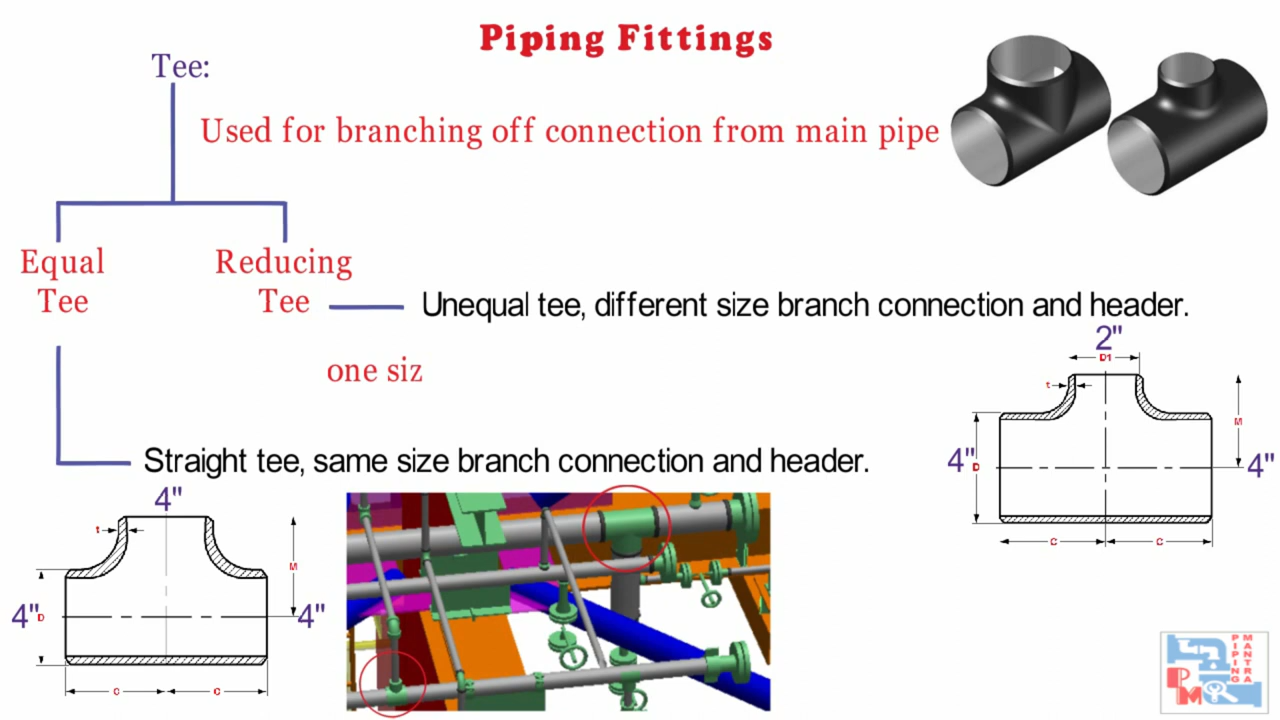 Piping Fittings
Tee:
Used for branching off connection from main pipe
Equal
Tee
Reducing
Tee
Unequal tee, different size branch connection and header.
one siz
2"
D1
t
M
4"
D
4"
C
C
Straight tee, same size branch connection and header.
4"
t
M
4"
D
4"
C
C
PIPING
MANTRA
PM